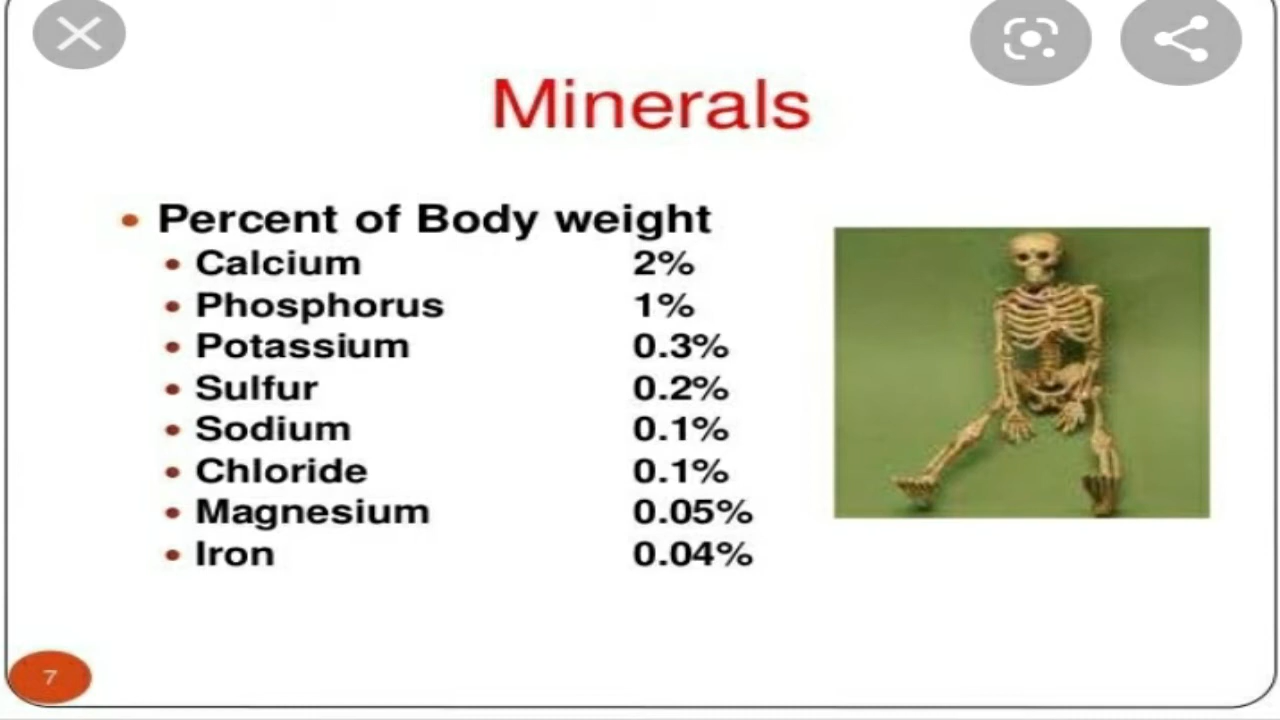 Minerals
• Percent of Body weight
• Calcium 2%
• Phosphorus 1%
• Potassium 0.3%
• Sulfur 0.2%
• Sodium 0.1%
• Chloride 0.1%
• Magnesium 0.05%
• Iron 0.04%
7